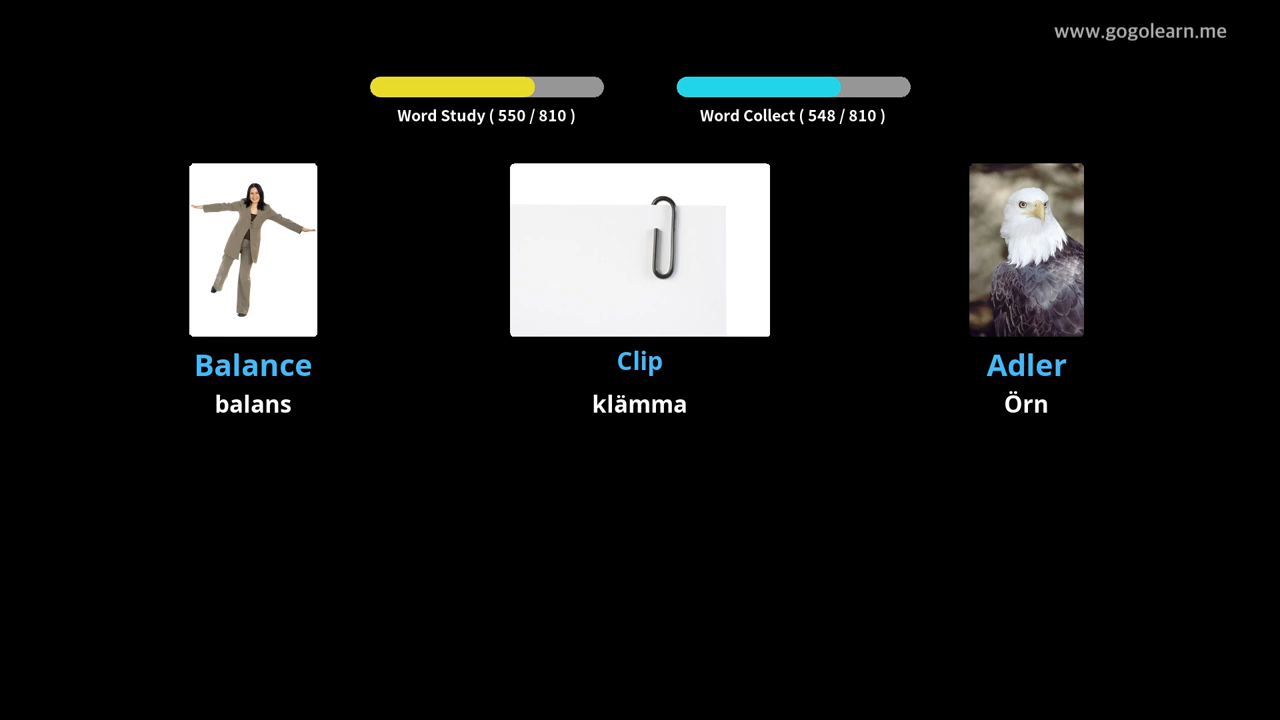 www.gogolearn.me
Word Study ( 550 / 810 )
Word Collect ( 548 / 810 )
Balance
balans
Clip
klämma
Adler
Örn